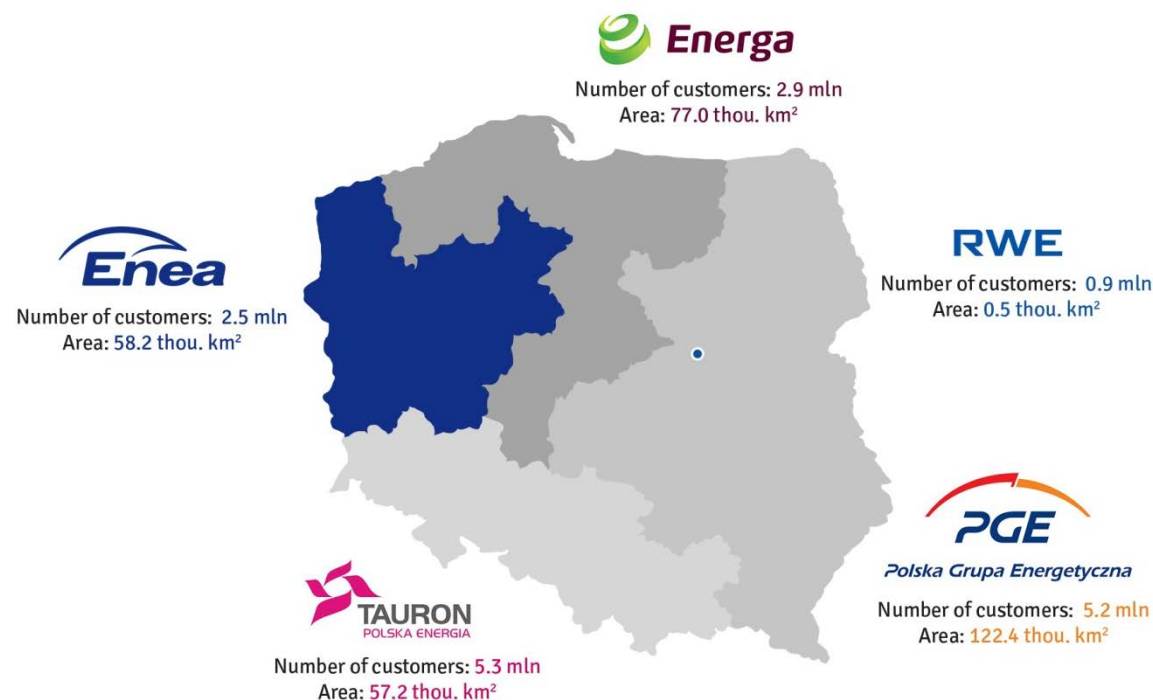 Energa
Number of customers: 2.9 mln
Area: 77.0 thou. km²
Enea
Number of customers: 2.5 mln
Area: 58.2 thou. km²
RWE
Number of customers: 0.9 mln
Area: 0.5 thou. km²
PGE
Polska Grupa Energetyczna
Number of customers: 5.2 mln
Area: 122.4 thou. km²
TAURON
POLSKA ENERGIA
Number of customers: 5.3 mln
Area: 57.2 thou. km²